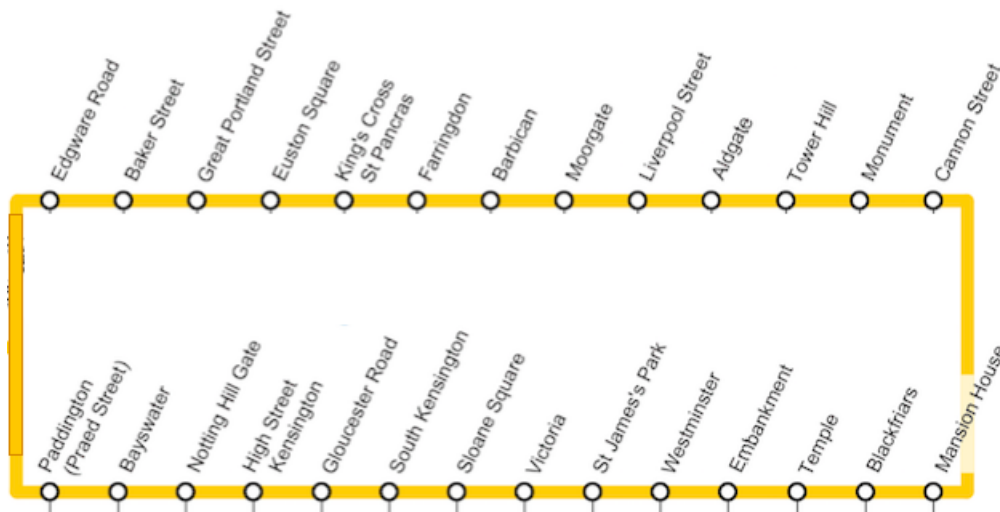 Edgware Road
Baker Street
Great Portland Street
Euston Square
King's Cross
St Pancras
Farringdon
Barbican
Moorgate
Liverpool Street
Aldgate
Tower Hill
Monument
Cannon Street
Paddington
(Praed Street)
Bayswater
Notting Hill Gate
High Street
Kensington
Gloucester Road
South Kensington
Sloane Square
Victoria
St James's Park
Westminster
Embankment
Temple
Blackfriars
Mansion House